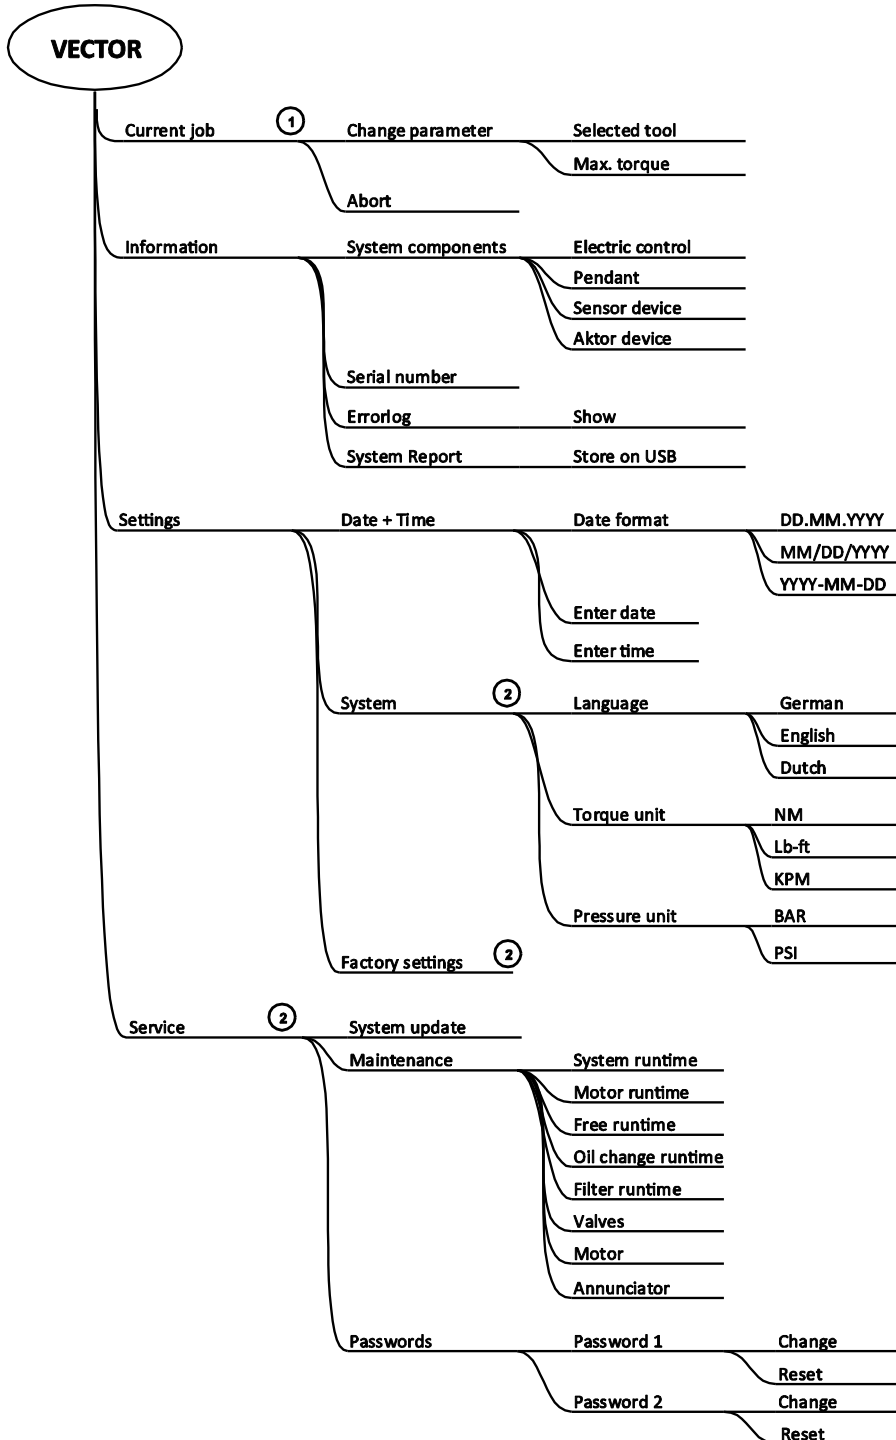 VECTOR
Current job 1 Change parameter Selected tool
Max. torque
Abort
Information System components Electric control
Pendant
Sensor device
Aktor device
Serial number
Errorlog Show
System Report Store on USB
Settings Date + Time Date format DD.MM.YYYY
MM/DD/YYYY
YYYY-MM-DD
Enter date
Enter time
System 2 Language German
English
Dutch
Torque unit NM
Lb-ft
KPM
Pressure unit BAR
PSI
Factory settings 2
Service 2 System update
Maintenance System runtime
Motor runtime
Free runtime
Oil change runtime
Filter runtime
Valves
Motor
Annunciator
Passwords Password 1 Change
Reset
Password 2 Change
Reset